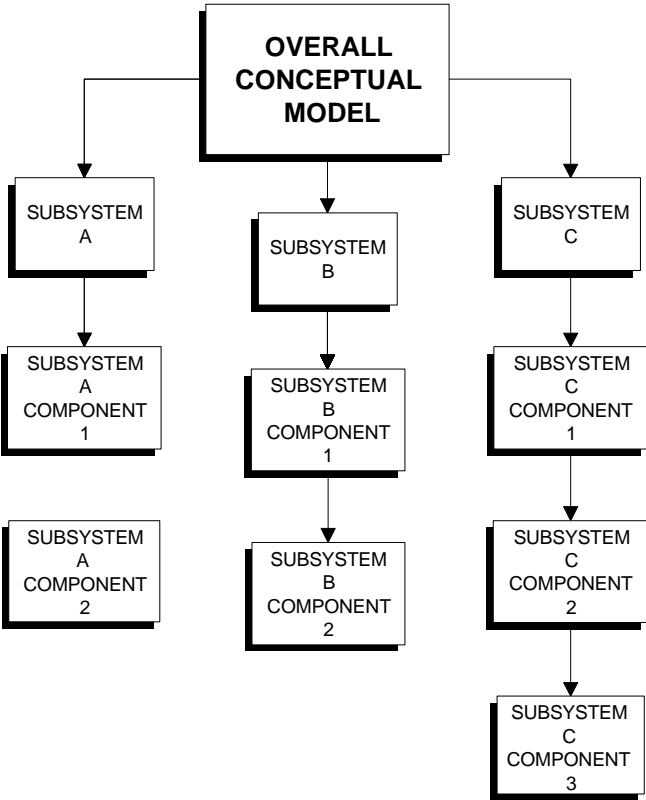 OVERALL
CONCEPTUAL
MODEL
SUBSYSTEM
A
SUBSYSTEM
B
SUBSYSTEM
C
SUBSYSTEM
A
COMPONENT
1
SUBSYSTEM
B
COMPONENT
1
SUBSYSTEM
C
COMPONENT
1
SUBSYSTEM
A
COMPONENT
2
SUBSYSTEM
B
COMPONENT
2
SUBSYSTEM
C
COMPONENT
2
SUBSYSTEM
C
COMPONENT
3